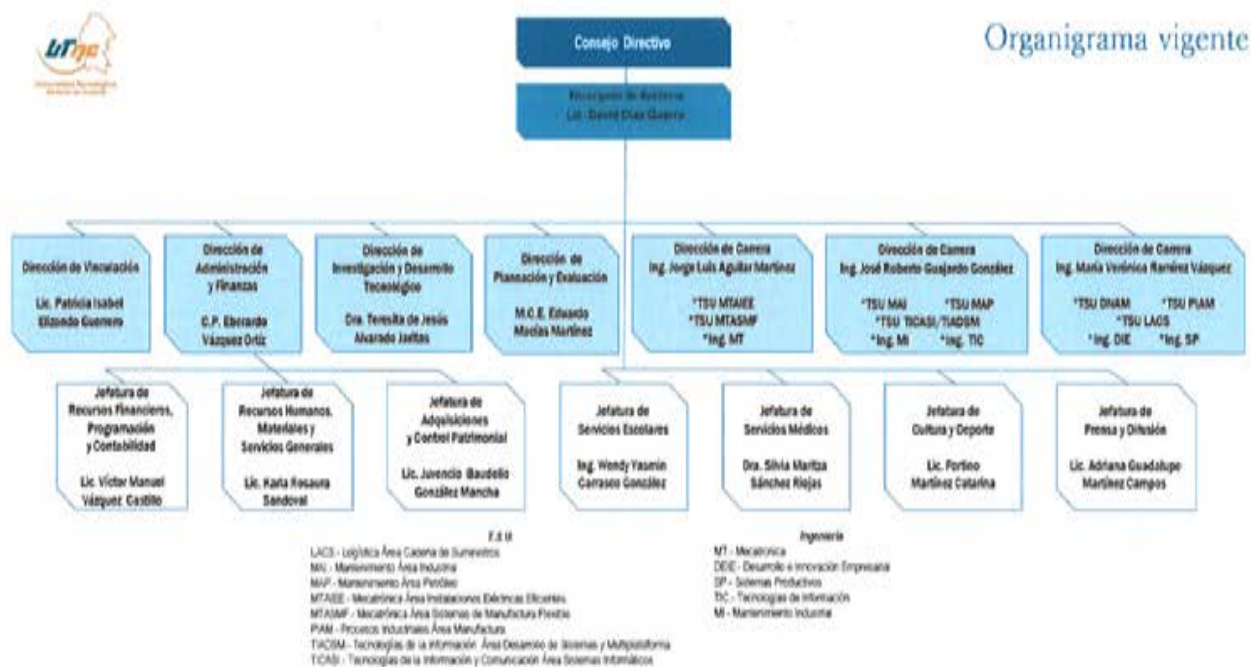 UTnc
Organigrama vigente
Consejo Directivo
Encargado de Rectoría
Lic. David Díaz Guerra
Dirección de Vinculación
Lic. Patricia Isabel
Elizondo Guerrero
Dirección de
Administración
y Finanzas
C.P. Eberardo
Vázquez Ortiz
Dirección de
Investigación y Desarrollo
Tecnológico
Dra. Teresita de Jesús
Alvarado
Dirección de
Planeación y Evaluación
M.C.E. Eduardo
Macías Martínez
Dirección de Carrera
Ing. Jorge Luis Aguilar Martínez
*TSU MTAIEE
*TSU MTASMF
*Ing. MT
Dirección de Carrera
Ing. José Roberto Guajardo González
*TSU MAI *TSU MAP
*TSU TICASI/TIADSM
*Ing. MI *Ing. TIC
Dirección de Carrera
Ing. María Verónica Ramírez Vázquez
*TSU DNAM *TSU PIAM
*TSU LACS
*Ing. DIE *Ing. SP
Jefatura de
Recursos Financieros,
Programación
y Contabilidad
Lic. Víctor Manuel
Vázquez Castillo
Jefatura de
Recursos Humanos,
Materiales y
Servicios Generales
Lic. Karla Rosaura
Sandoval
Jefatura de
Adquisiciones
y Control Patrimonial
Lic. Juvencio Baudelio
González Mancha
Jefatura de
Servicios Escolares
Ing. Wendy Yasmin
Carrasco González
Jefatura de
Servicios Médicos
Dra. Silvia Maritza
Sánchez Riojas
Jefatura de
Cultura y Deporte
Lic. Fortino
Martínez Catarina
Jefatura de
Prensa y Difusión
Lic. Adriana Guadalupe
Martínez Campos
T.S.U.
LACS - Logística Área Cadena de Suministros
MAI - Mantenimiento Área Industrial
MAP - Mantenimiento Área Petróleo
MTAIEE - Mecatrónica Área Instalaciones Eléctricas Eficientes
MTASMF - Mecatrónica Área Sistemas de Manufactura Flexible
PIAM - Procesos Industriales Área Manufactura
TIADSM - Tecnologías de la Información Área Desarrollo de Sistemas y Multiplataforma
TICASI - Tecnologías de la Información y Comunicación Área Sistemas Informáticos
Ingeniería
MT - Mecatrónica
DEIE - Desarrollo e Innovación Empresarial
SP - Sistemas Productivos
TIC - Tecnologías de Información
MI - Mantenimiento Industrial